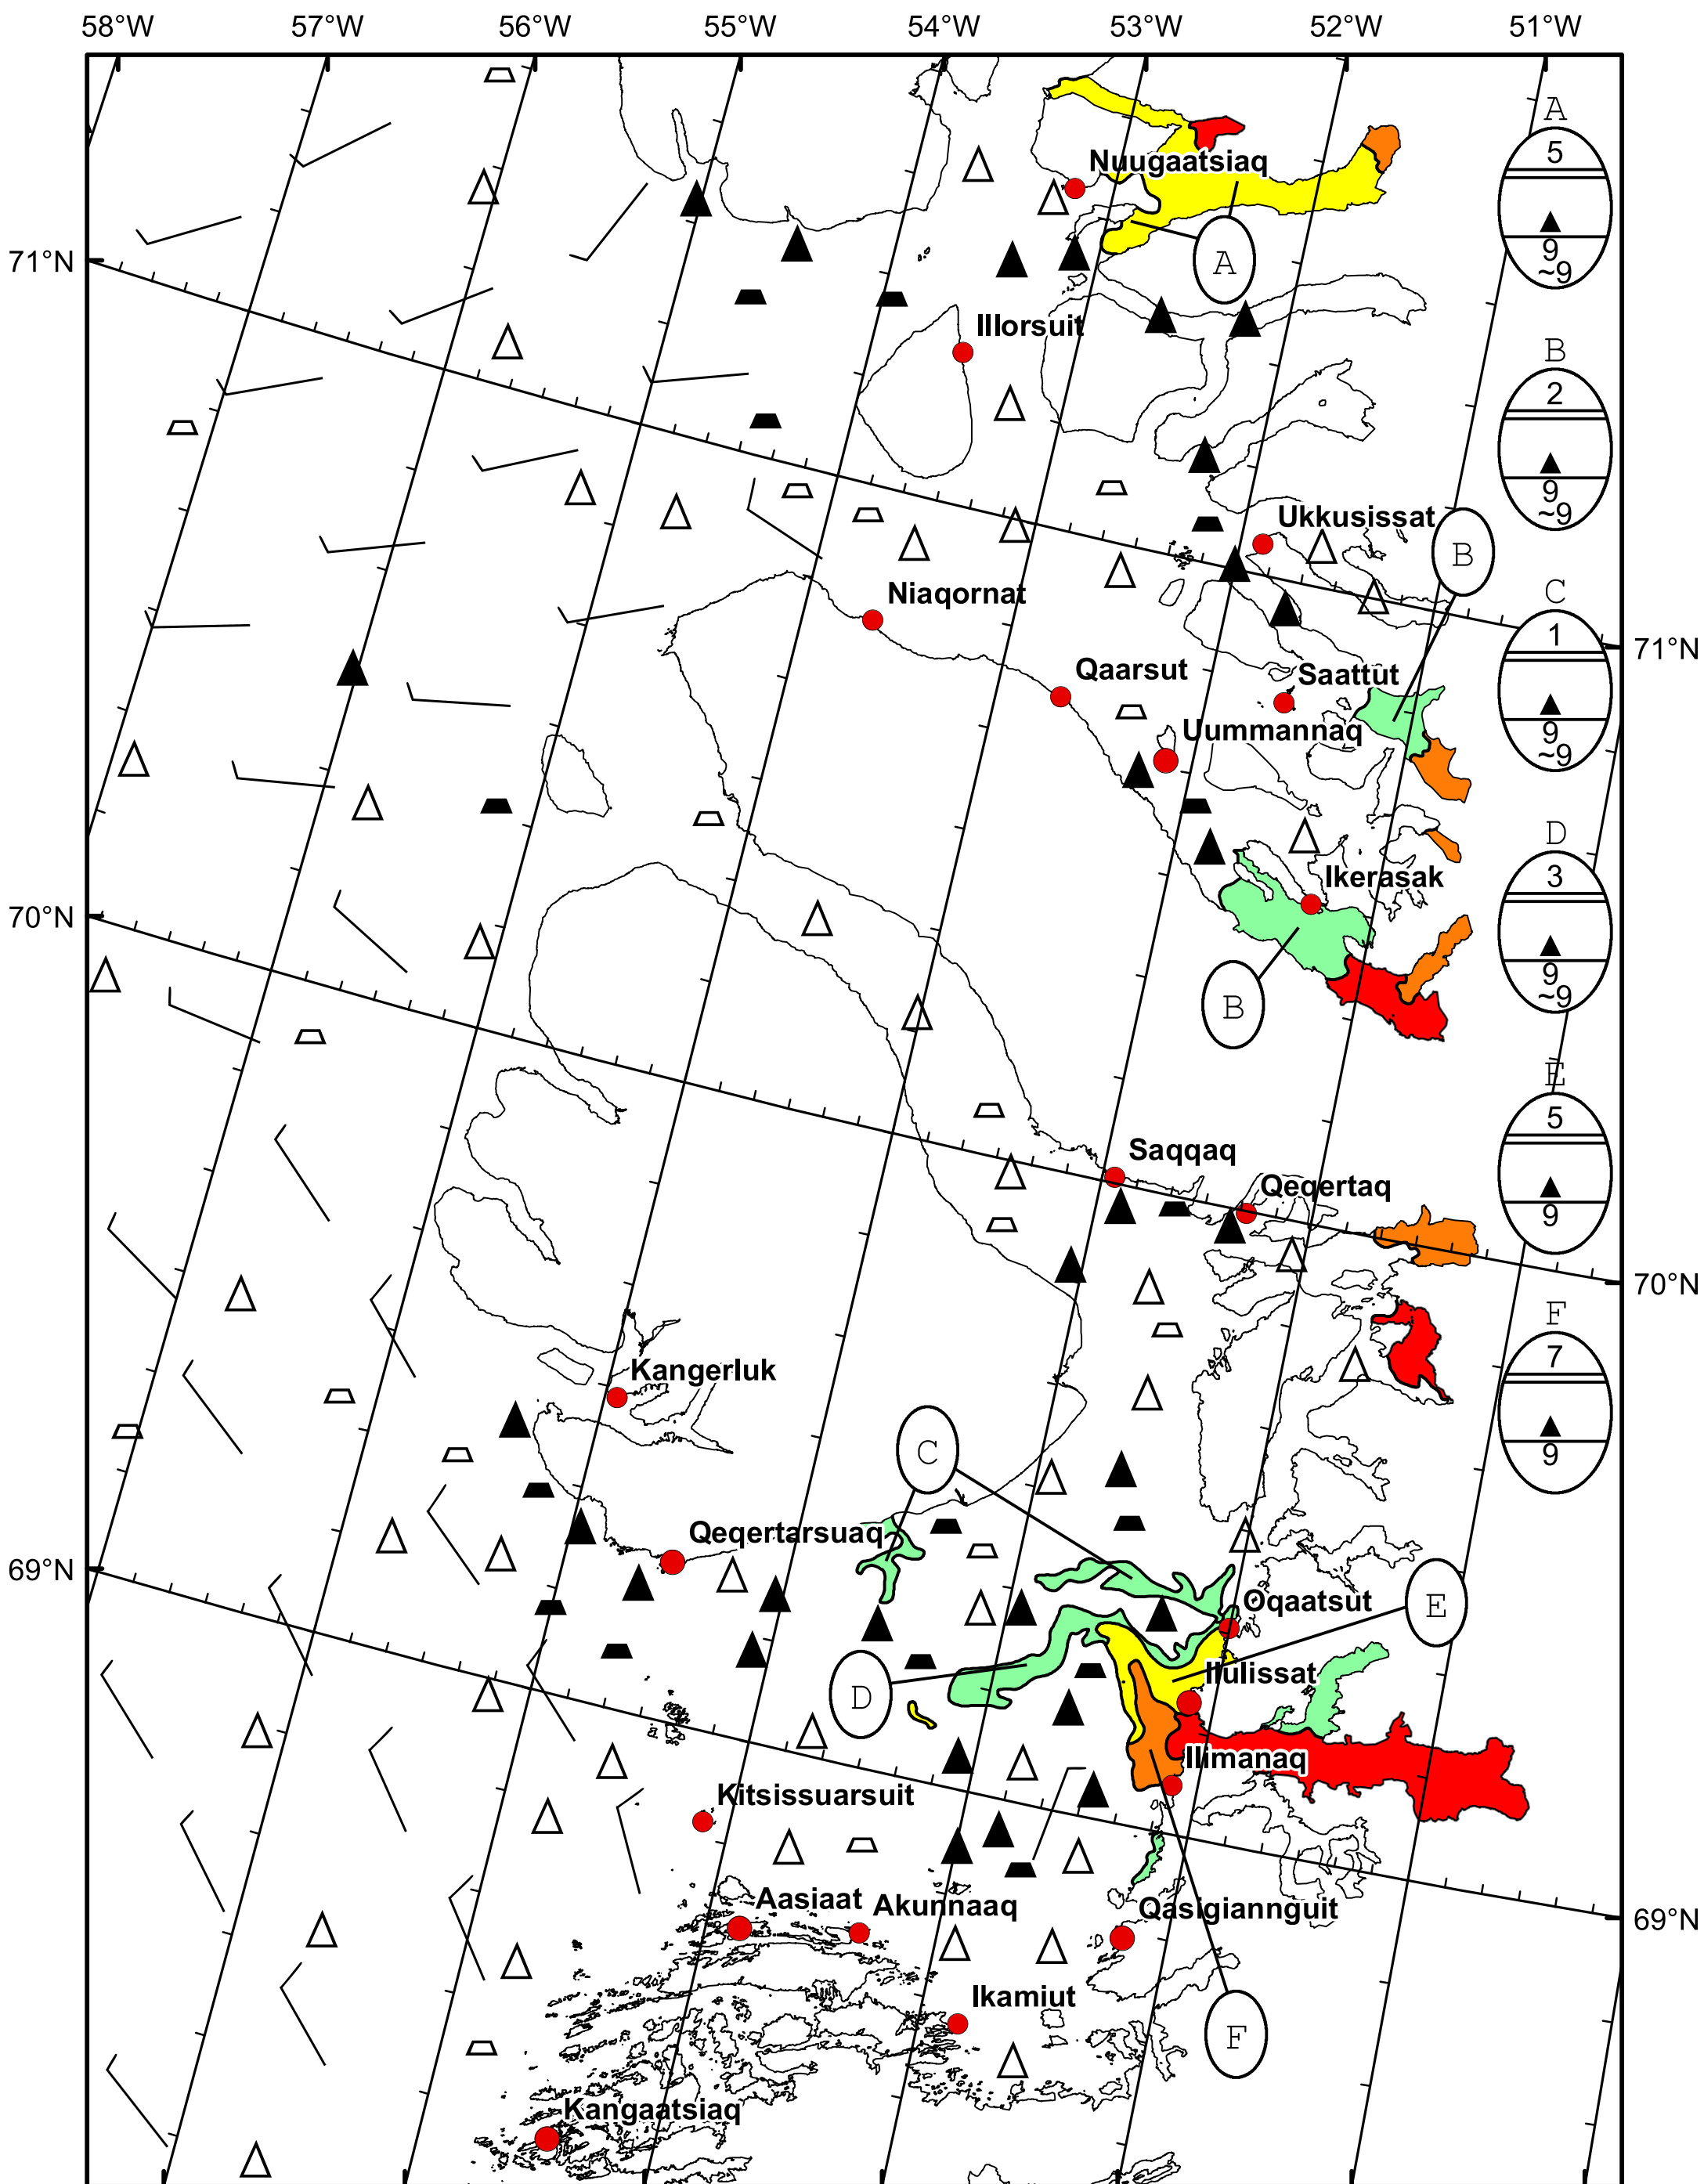 58°W 57°W 56°W 55°W 54°W 53°W 52°W 51°W
A
5
Nuugaatsiaq
9
~9
A
71°N
Illorsuit
B
2
9
~9
Ukkusissat
B
Niaqornat
C
1
71°N
Qaarsut
Saattut
9
~9
Uummannaq
D
3
Ikerasak
70°N
9
~9
B
E
5
Saqqaq
Qeqertaq
9
70°N
F
7
Kangerluk
9
C
Qeqertarsuaq
69°N
Oqaatsut
E
Ilulissat
D
Ilimanaq
Kitsissuarsuit
Aasiaat
Akunnaaq
Qasigiannguit
69°N
Ikamiut
F
Kangaatsiaq